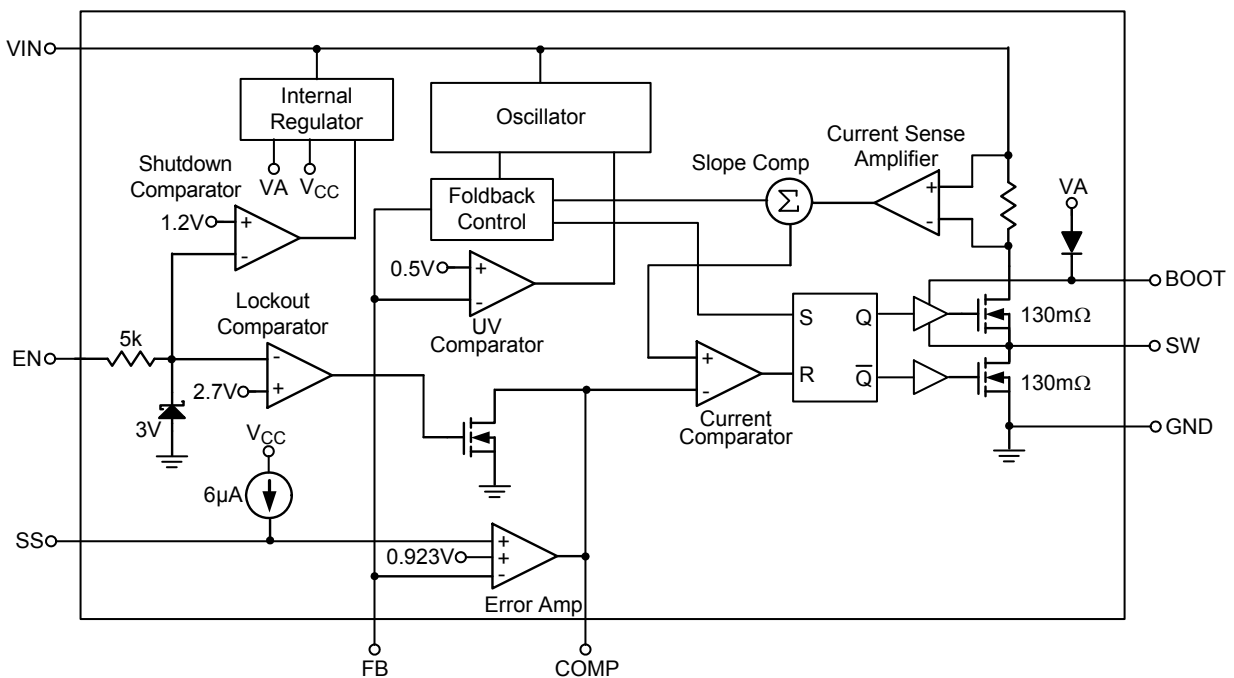 VIN
Internal
Regulator
Oscillator
Current Sense
Amplifier
Shutdown
Comparator
VA
VCC
Slope Comp
Foldback
Control
Σ
+
-
VA
1.2V
+
-
0.5V
+
-
UV
Comparator
BOOT
Lockout
Comparator
S
Q
130mΩ
5k
EN
-
+
2.7V
SW
+
-
R
Q̅
130mΩ
Current
Comparator
3V
VCC
GND
6µA
SS
+
+
-
0.923V
Error Amp
FB
COMP